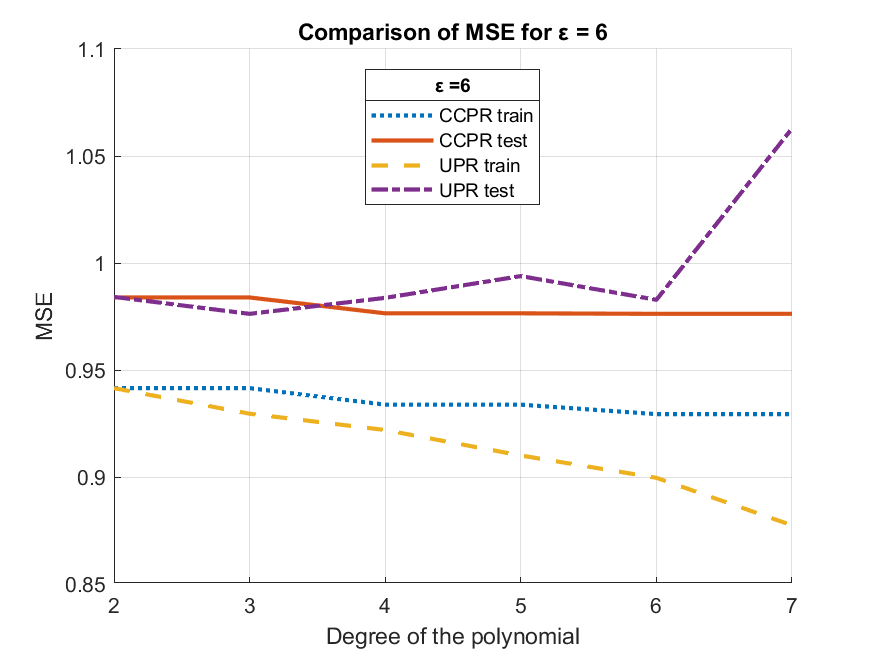 Comparison of MSE for ε = 6
1.1
1.05
1
0.95
0.9
0.85
MSE
ε =6
CCPR train
CCPR test
UPR train
UPR test
2 3 4 5 6 7
Degree of the polynomial